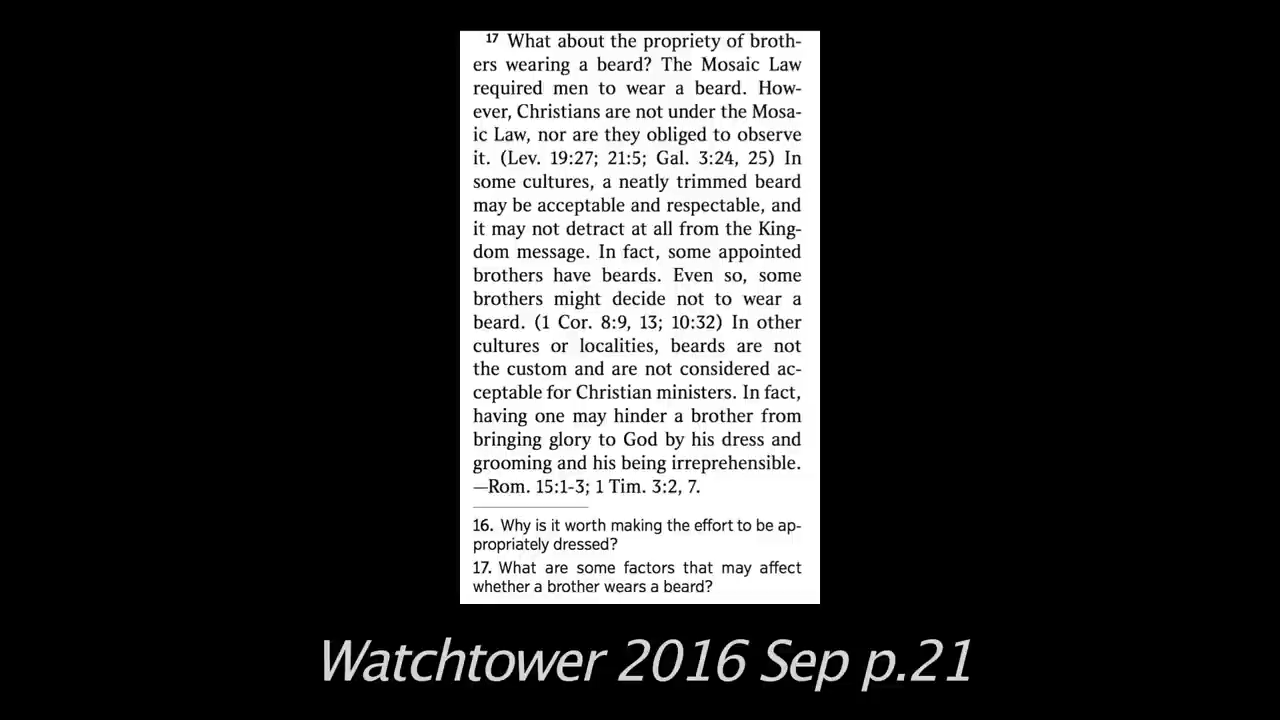 17 What about the propriety of broth-
ers wearing a beard? The Mosaic Law
required men to wear a beard. How-
ever, Christians are not under the Mosa-
ic Law, nor are they obliged to observe
it. (Lev. 19:27; 21:5; Gal. 3:24, 25) In
some cultures, a neatly trimmed beard
may be acceptable and respectable, and
it may not detract at all from the King-
dom message. In fact, some appointed
brothers have beards. Even so, some
brothers might decide not to wear a
beard. (1 Cor. 8:9, 13; 10:32) In other
cultures or localities, beards are not
the custom and are not considered ac-
ceptable for Christian ministers. In fact,
having one may hinder a brother from
bringing glory to God by his dress and
grooming and his being irreprehensible.
—Rom. 15:1-3; 1 Tim. 3:2, 7.
16. Why is it worth making the effort to be ap-
propriately dressed?
17. What are some factors that may affect
whether a brother wears a beard?
Watchtower 2016 Sep p.21